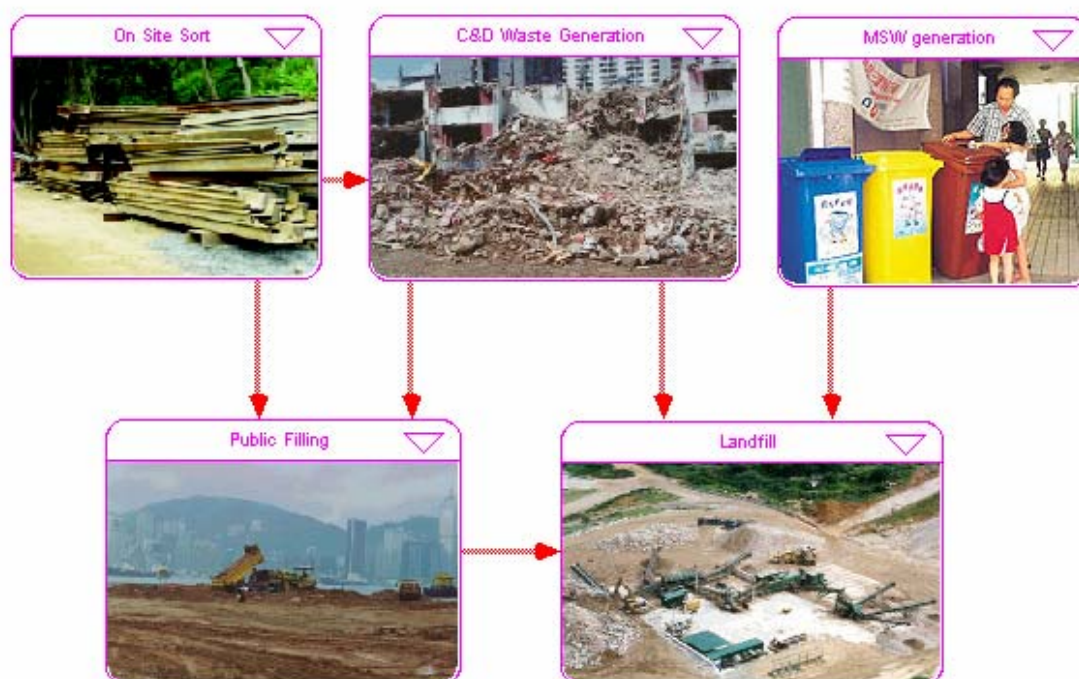 On Site Sort
C&D Waste Generation
MSW generation
Public Filling
Landfill